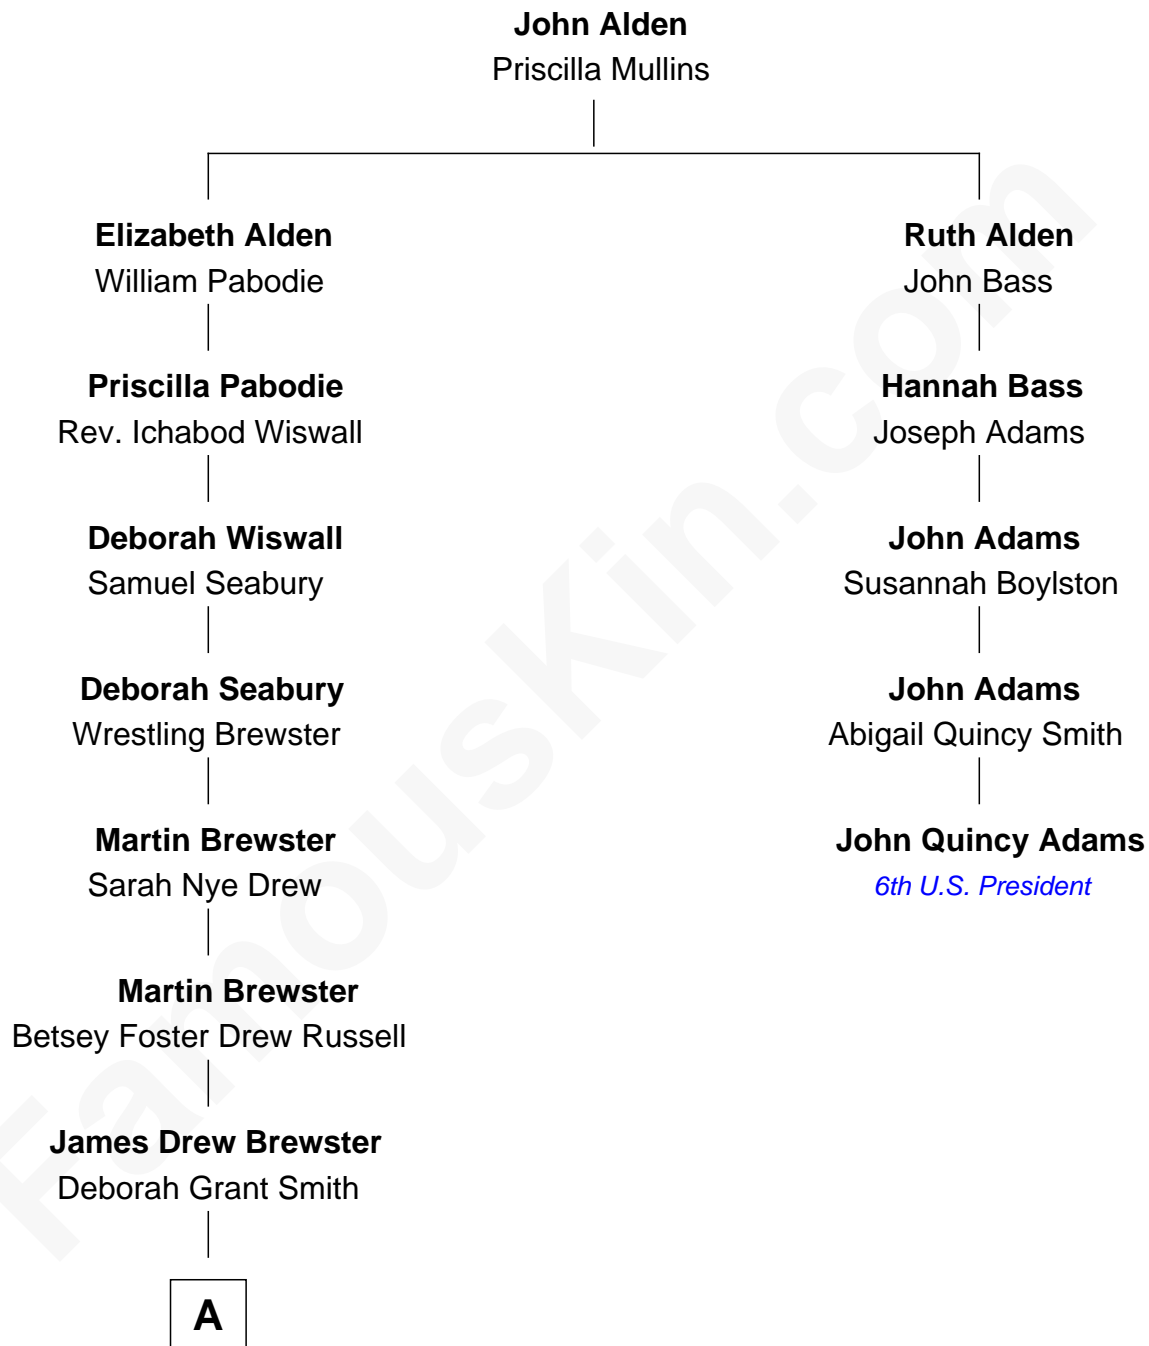 John Alden
Priscilla Mullins
Elizabeth Alden
William Pabodie
Ruth Alden
John Bass
Priscilla Pabodie
Rev. Ichabod Wiswall
Hannah Bass
Joseph Adams
Deborah Wiswall
Samuel Seabury
John Adams
Susannah Boylston
Deborah Seabury
Wrestling Brewster
John Adams
Abigail Quincy Smith
Martin Brewster
Sarah Nye Drew
John Quincy Adams
6th U.S. President
Martin Brewster
Betsey Foster Drew Russell
James Drew Brewster
Deborah Grant Smith
A
FamousKin.com